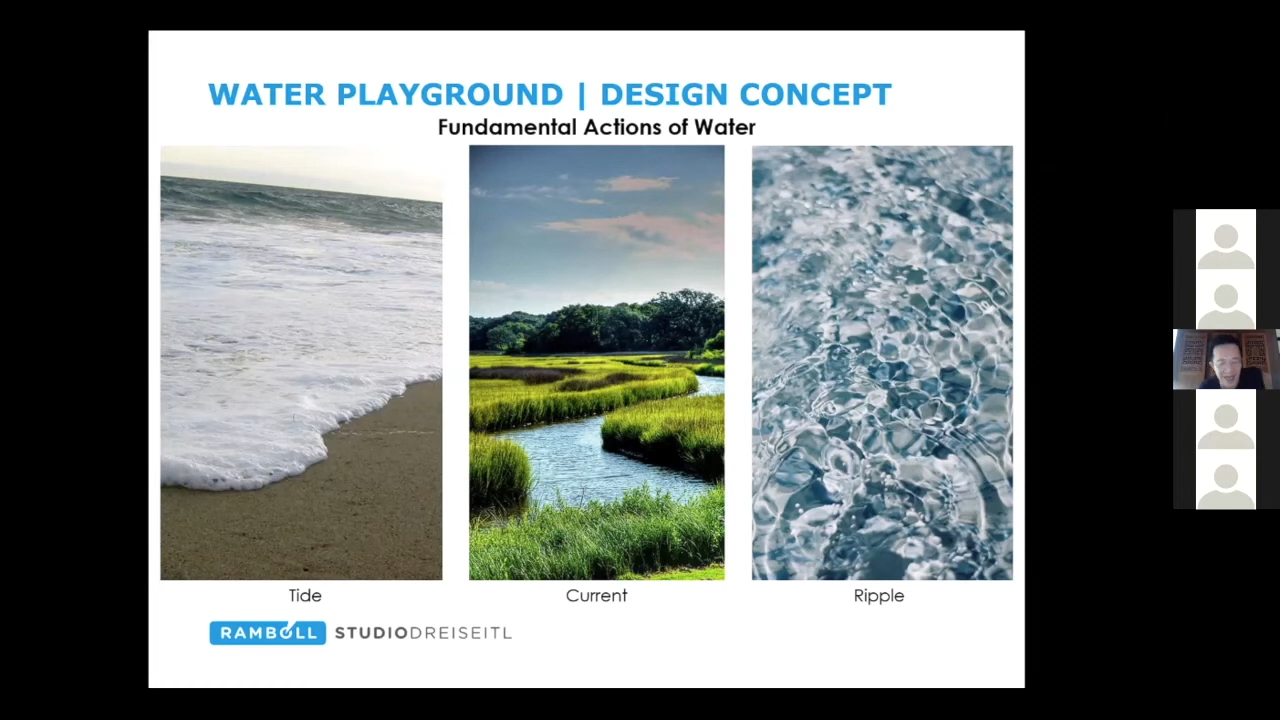 WATER PLAYGROUND | DESIGN CONCEPT
Fundamental Actions of Water
Tide
Current
Ripple
RAMBOLL STUDIODREISEITL